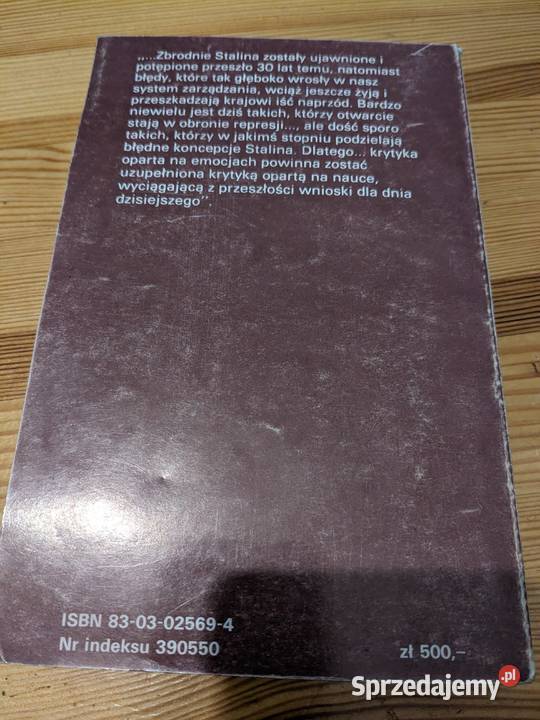 „...Zbrodnie Stalina zostały ujawnione i
potępione przeszło 30 lat temu, natomiast
błędy, które tak głęboko wrosły w nasz
system zarządzania, wciąż jeszcze żyją i
przeszkadzają krajowi iść naprzód. Bardzo
niewielu jest dziś takich, którzy otwarcie
stają w obronie represji..., ale dość sporo
takich, którzy w jakimś stopniu podzielają
błędne koncepcje Stalina. Dlatego... krytyka
oparta na emocjach powinna zostać
uzupełniona krytyką opartą na nauce,
wyciągającą z przeszłości wnioski dla dnia
dzisiejszego”.
ISBN 83-03-02569-4
Nr indeksu 390550
zł 500,-
Sprzedajemy.pl